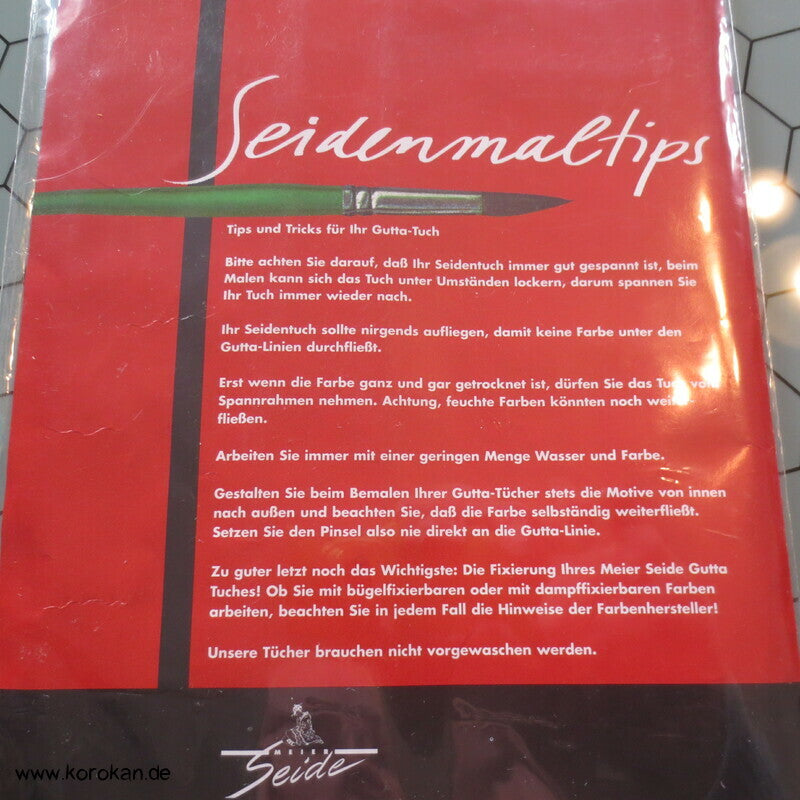 Seidenmaltips
Tips und Tricks für Ihr Gutta-Tuch
Bitte achten Sie darauf, daß Ihr Seidentuch immer gut gespannt ist, beim
Malen kann sich das Tuch unter Umständen lockern, darum spannen Sie
Ihr Tuch immer wieder nach.
Ihr Seidentuch sollte nirgends aufliegen, damit keine Farbe unter den
Gutta-Linien durchfließt.
Erst wenn die Farbe ganz und gar getrocknet ist, dürfen Sie das Tuch vom
Spannrahmen nehmen. Achtung, feuchte Farben könnten noch weiter-
fließen.
Arbeiten Sie immer mit einer geringen Menge Wasser und Farbe.
Gestalten Sie beim Bemalen Ihrer Gutta-Tücher stets die Motive von innen
nach außen und beachten Sie, daß die Farbe selbständig weiterfließt.
Setzen Sie den Pinsel also nie direkt an die Gutta-Linie.
Zu guter letzt noch das Wichtigste: Die Fixierung Ihres Meier Seide Gutta
Tuches! Ob Sie mit bügelfixierbaren oder mit dampffixierbaren Farben
arbeiten, beachten Sie in jedem Fall die Hinweise der Farbenhersteller!
Unsere Tücher brauchen nicht vorgewaschen werden.
MEIER
Seide
www.korokan.de